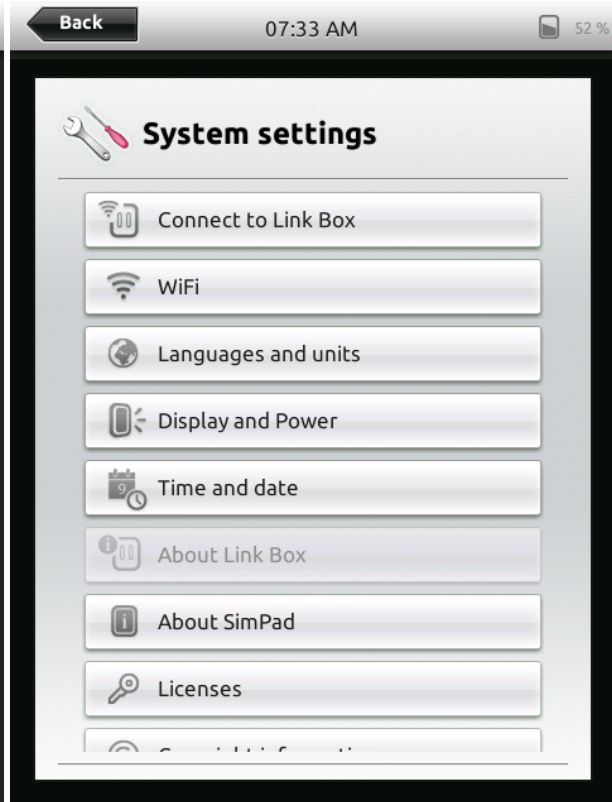 Back
07:33 AM
52 %
System settings
Connect to Link Box
WiFi
Languages and units
Display and Power
Time and date
About Link Box
About SimPad
Licenses